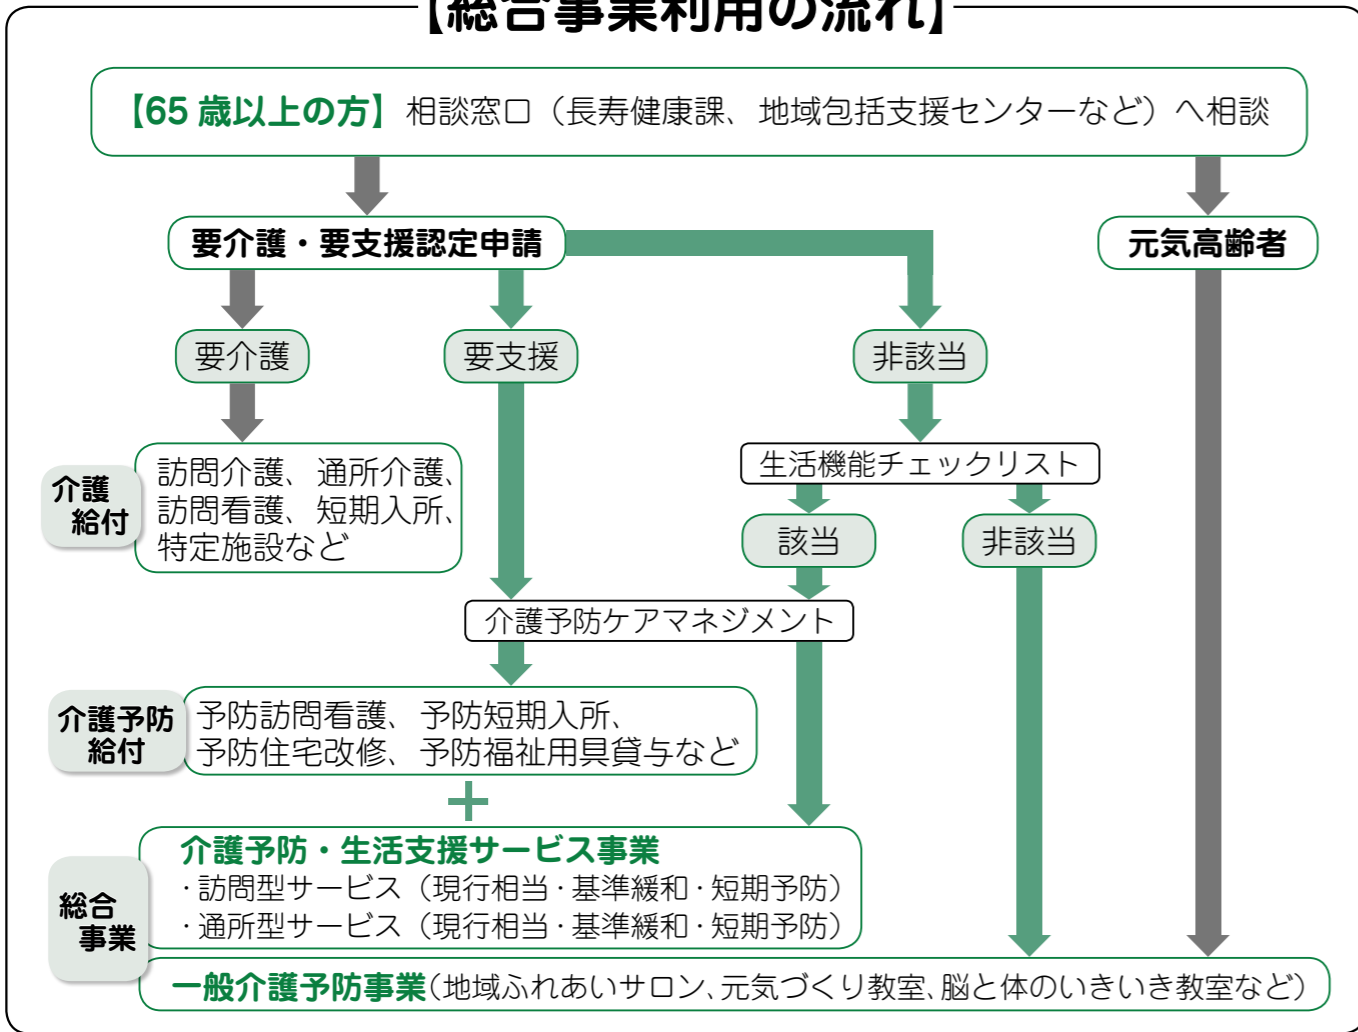 【総合事業利用の流れ】
【65 歳以上の方】相談窓口（長寿健康課、地域包括支援センターなど）へ相談
要介護・要支援認定申請
元気高齢者
要介護
要支援
非該当
介護
給付
訪問介護、通所介護、
訪問看護、短期入所、
特定施設など
生活機能チェックリスト
該当
非該当
介護予防ケアマネジメント
介護予防
給付
予防訪問看護、予防短期入所、
予防住宅改修、予防福祉用具貸与など
＋
総合
事業
介護予防・生活支援サービス事業
・訪問型サービス（現行相当・基準緩和・短期予防）
・通所型サービス（現行相当・基準緩和・短期予防）
一般介護予防事業（地域ふれあいサロン、元気づくり教室、脳と体のいきいき教室など）